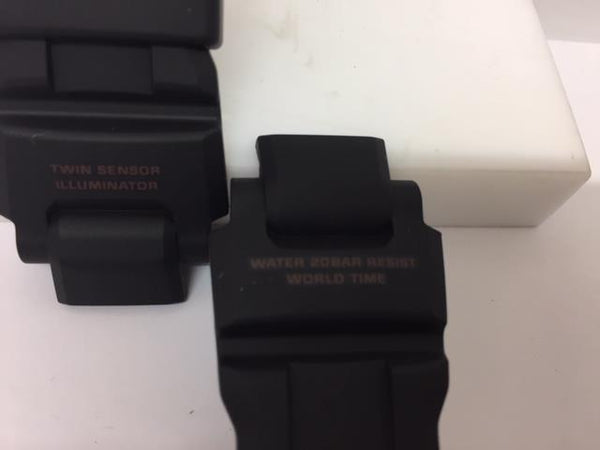 TWIN SENSOR
ILLUMINATOR
WATER 20BAR RESIST
WORLD TIME